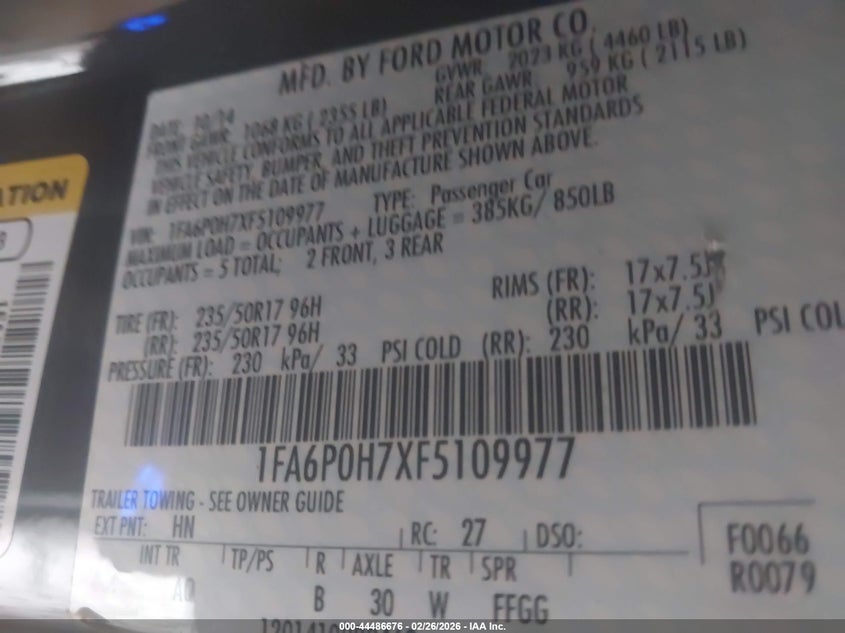 MFD. BY FORD MOTOR CO.
DATE: 10/14 GVWR: 2023 KG ( 4460 LB)
FRONT GAWR: 1068 KG ( 2355 LB) REAR GAWR: 959 KG ( 2115 LB)
THIS VEHICLE CONFORMS TO ALL APPLICABLE FEDERAL MOTOR
VEHICLE SAFETY, BUMPER, AND THEFT PREVENTION STANDARDS
IN EFFECT ON THE DATE OF MANUFACTURE SHOWN ABOVE.
VIN: 1FA6P0H7XF5109977 TYPE: Passenger Car
MAXIMUM LOAD = OCCUPANTS + LUGGAGE = 385KG/ 850LB
OCCUPANTS = 5 TOTAL; 2 FRONT, 3 REAR
TIRE (FR): 235/50R17 96H RIMS (FR): 17x7.5J
(RR): 235/50R17 96H (RR): 17x7.5J
PRESSURE (FR): 230 kPa/ 33 PSI COLD (RR): 230 kPa/ 33 PSI COL
1FA6P0H7XF5109977
TRAILER TOWING - SEE OWNER GUIDE
EXT PNT: HN RC: 27 DSO:
INT TR TP/PS R AXLE TR SPR
AO B 30 W FFGG
F0066
R0079
ATION
000-44486676 - 02/26/2026 - IAA Inc.